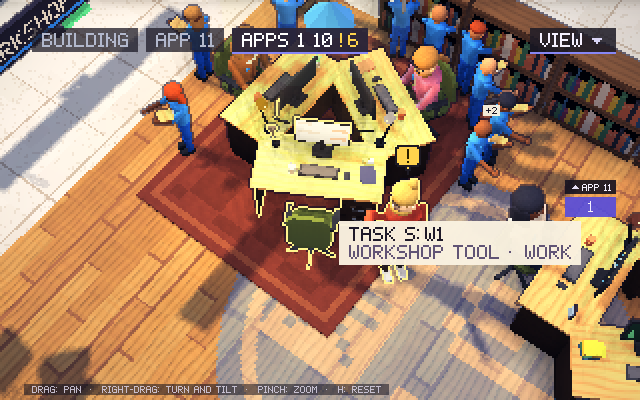 BUILDING
APP 11
APPS 1 10 !6
VIEW
+2
!
APP 11
1
TASK S:W1
WORKSHOP TOOL · WORK
DRAG: PAN · RIGHT-DRAG: TURN AND TILT · PINCH: ZOOM · H: RESET